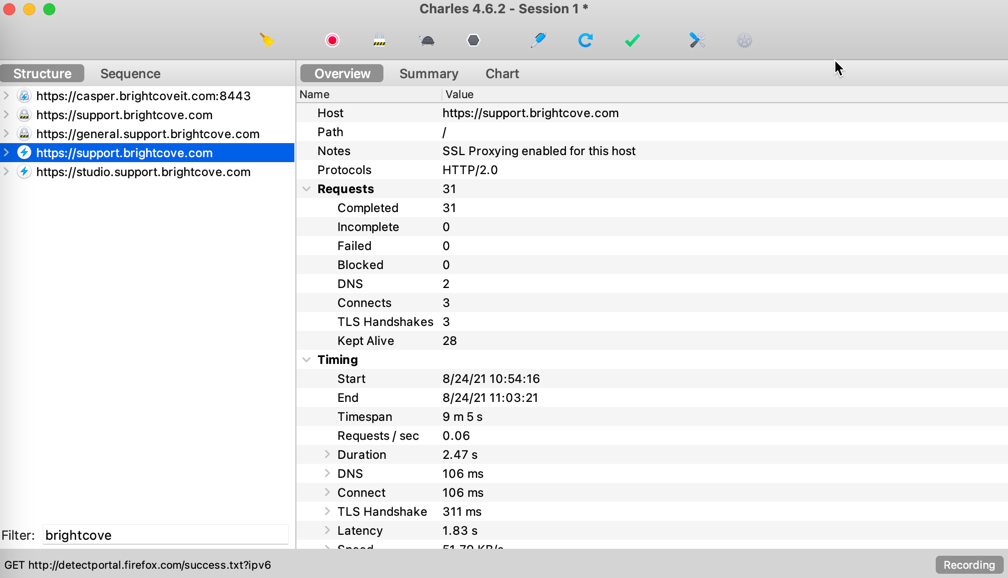 Charles 4.6.2 - Session 1 *
Structure Sequence
https://casper.brightcoveit.com:8443
https://support.brightcove.com
https://general.support.brightcove.com
https://support.brightcove.com
https://studio.support.brightcove.com
Filter: brightcove
Overview Summary Chart
Name Value
Host https://support.brightcove.com
Path /
Notes SSL Proxying enabled for this host
Protocols HTTP/2.0
Requests 31
Completed 31
Incomplete 0
Failed 0
Blocked 0
DNS 2
Connects 3
TLS Handshakes 3
Kept Alive 28
Timing
Start 8/24/21 10:54:16
End 8/24/21 11:03:21
Timespan 9 m 5 s
Requests / sec 0.06
Duration 2.47 s
DNS 106 ms
Connect 106 ms
TLS Handshake 311 ms
Latency 1.83 s
Speed 51.79 KB/s
GET http://detectportal.firefox.com/success.txt?ipv6
Recording